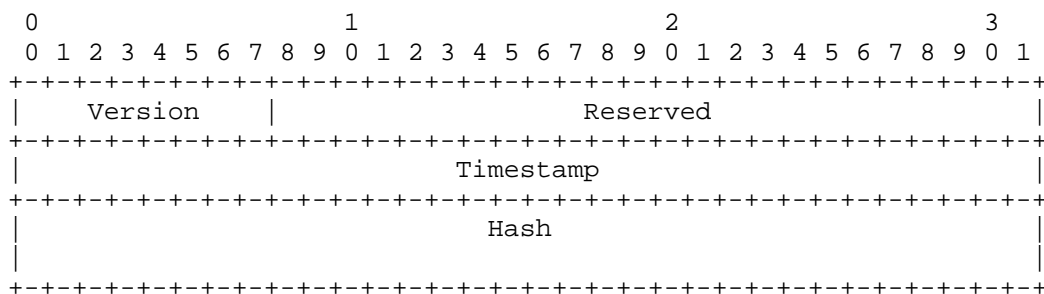 0                   1                   2                   3
 0 1 2 3 4 5 6 7 8 9 0 1 2 3 4 5 6 7 8 9 0 1 2 3 4 5 6 7 8 9 0 1
+-+-+-+-+-+-+-+-+-+-+-+-+-+-+-+-+-+-+-+-+-+-+-+-+-+-+-+-+-+-+-+-+
|    Version    |                   Reserved                    |
+-+-+-+-+-+-+-+-+-+-+-+-+-+-+-+-+-+-+-+-+-+-+-+-+-+-+-+-+-+-+-+-+
|                           Timestamp                           |
+-+-+-+-+-+-+-+-+-+-+-+-+-+-+-+-+-+-+-+-+-+-+-+-+-+-+-+-+-+-+-+-+
|                             Hash                              |
|                                                               |
+-+-+-+-+-+-+-+-+-+-+-+-+-+-+-+-+-+-+-+-+-+-+-+-+-+-+-+-+-+-+-+-+